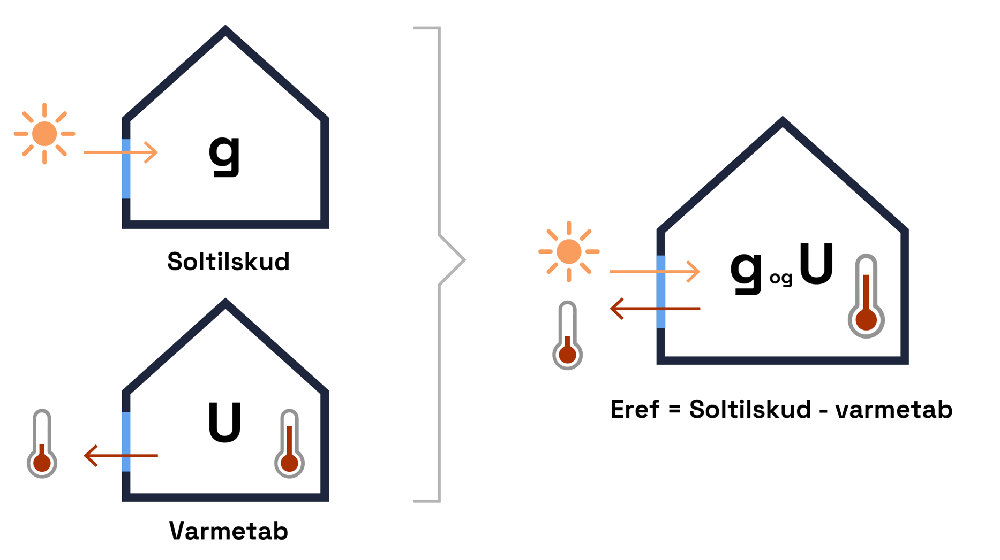 g
Soltilskud
U
Varmetab
g og U
Eref = Soltilskud - varmetab